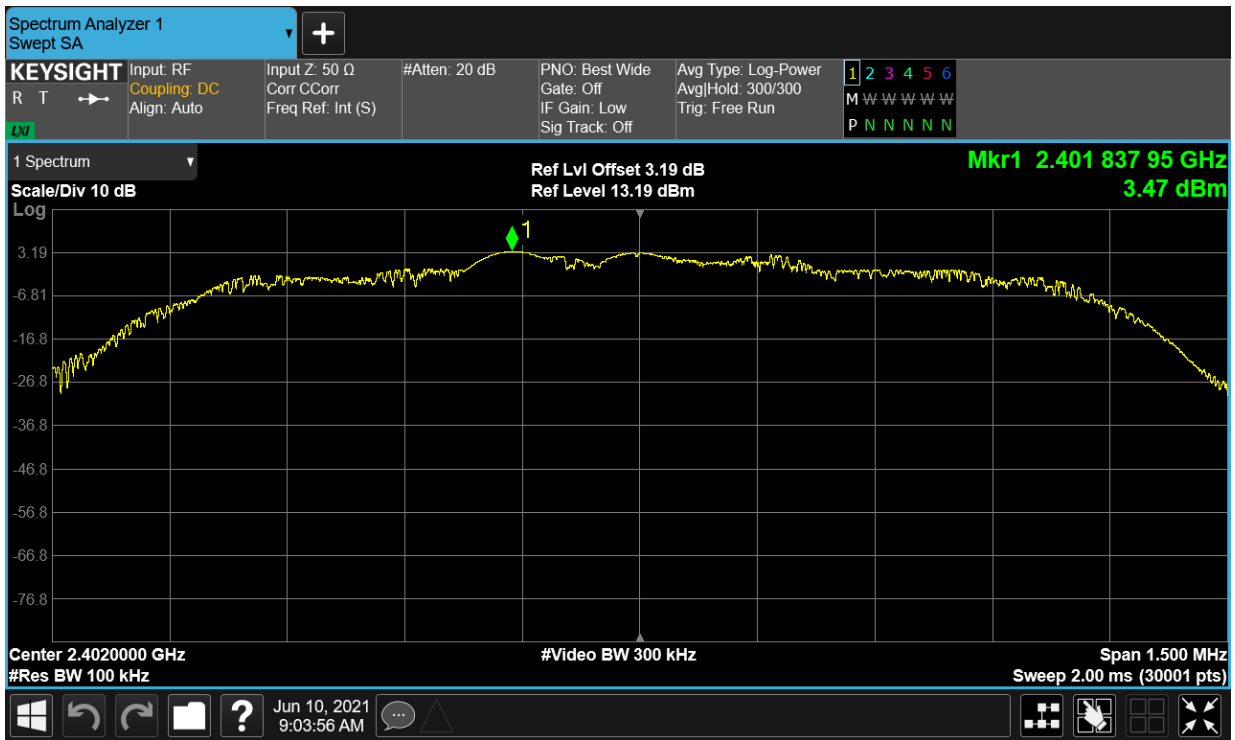 Spectrum Analyzer 1
Swept SA
KEYSIGHT
R T
LXI
Input: RF
Coupling: DC
Align: Auto
Input Z: 50 Ω
Corr CCorr
Freq Ref: Int (S)
#Atten: 20 dB
PNO: Best Wide
Gate: Off
IF Gain: Low
Sig Track: Off
Avg Type: Log-Power
Avg|Hold: 300/300
Trig: Free Run
1 2 3 4 5 6
M W W W W W
P N N N N N
1 Spectrum
Scale/Div 10 dB
Log
Ref Lvl Offset 3.19 dB
Ref Level 13.19 dBm
Mkr1 2.401 837 95 GHz
3.47 dBm
1
3.19
-6.81
-16.8
-26.8
-36.8
-46.8
-56.8
-66.8
-76.8
Center 2.4020000 GHz
#Res BW 100 kHz
#Video BW 300 kHz
Span 1.500 MHz
Sweep 2.00 ms (30001 pts)
?
Jun 10, 2021
9:03:56 AM